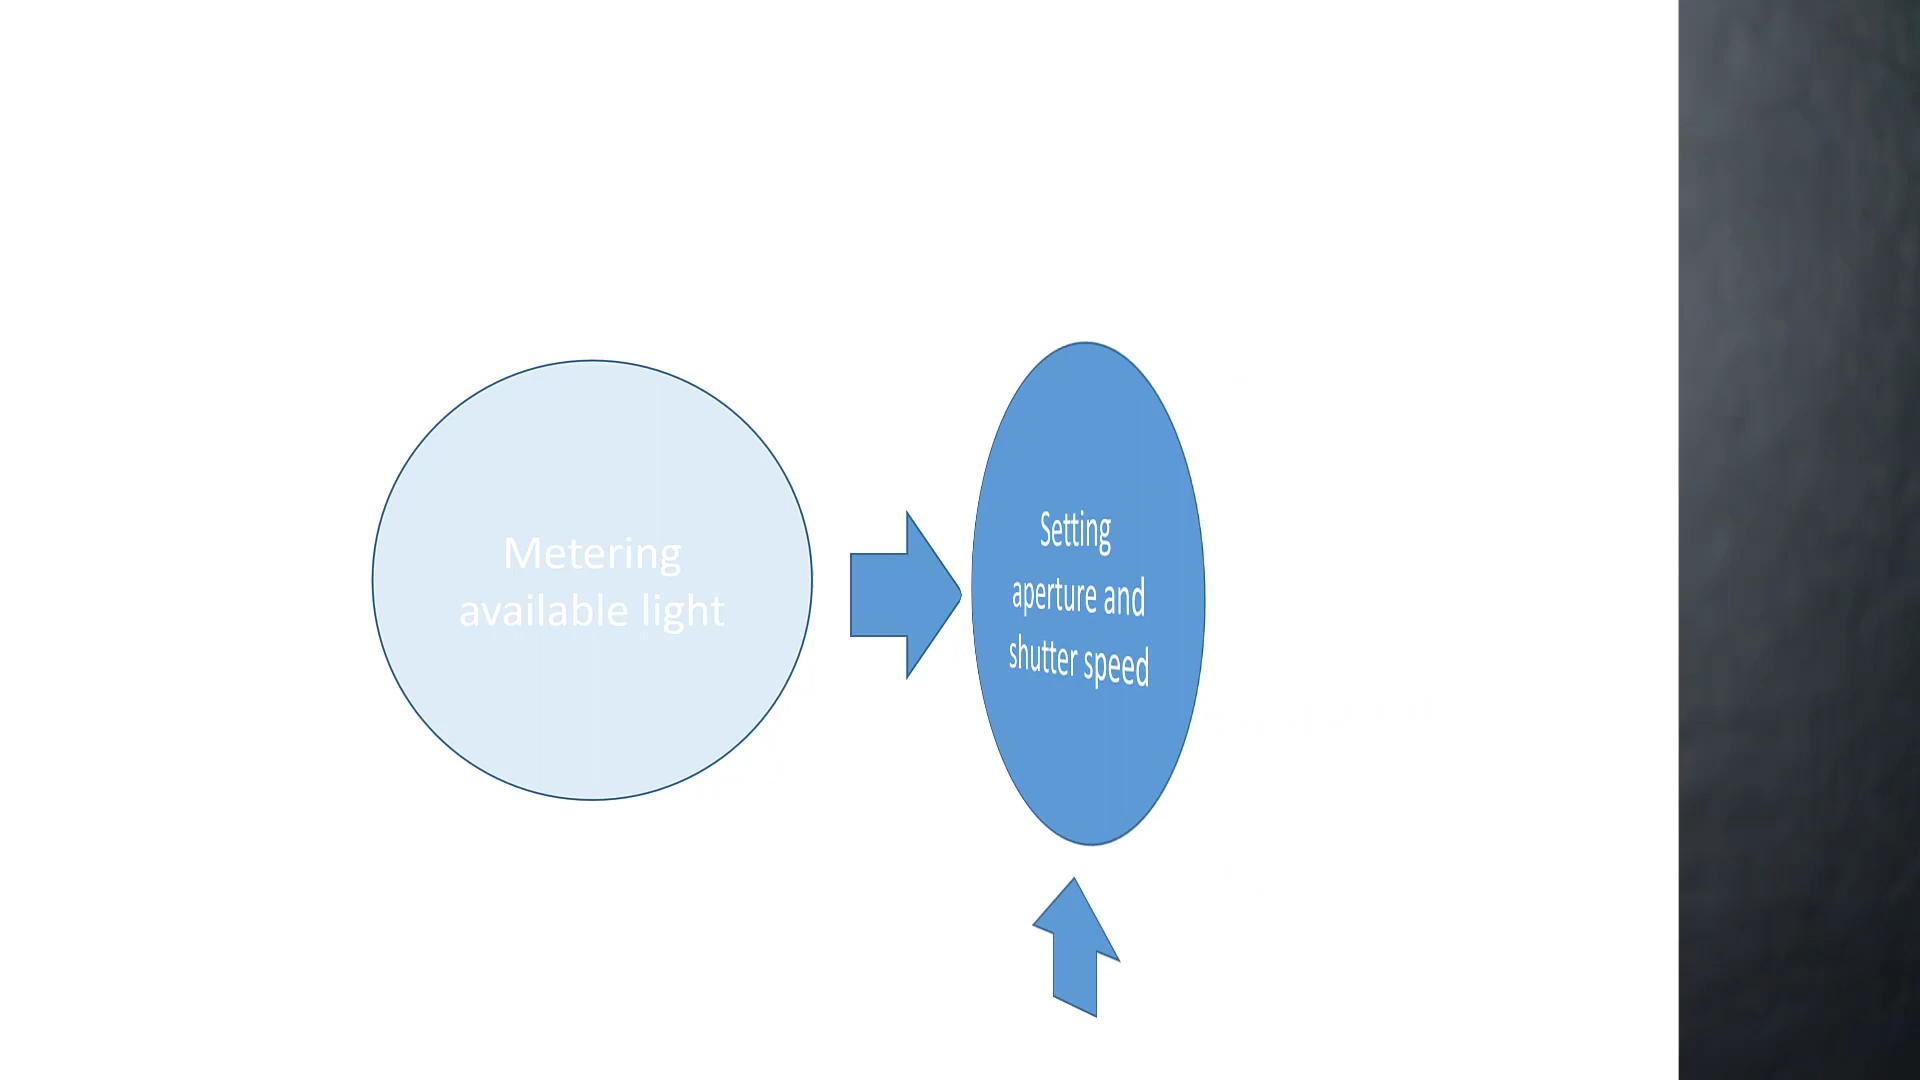 Metering
available light
Setting
aperture and
shutter speed